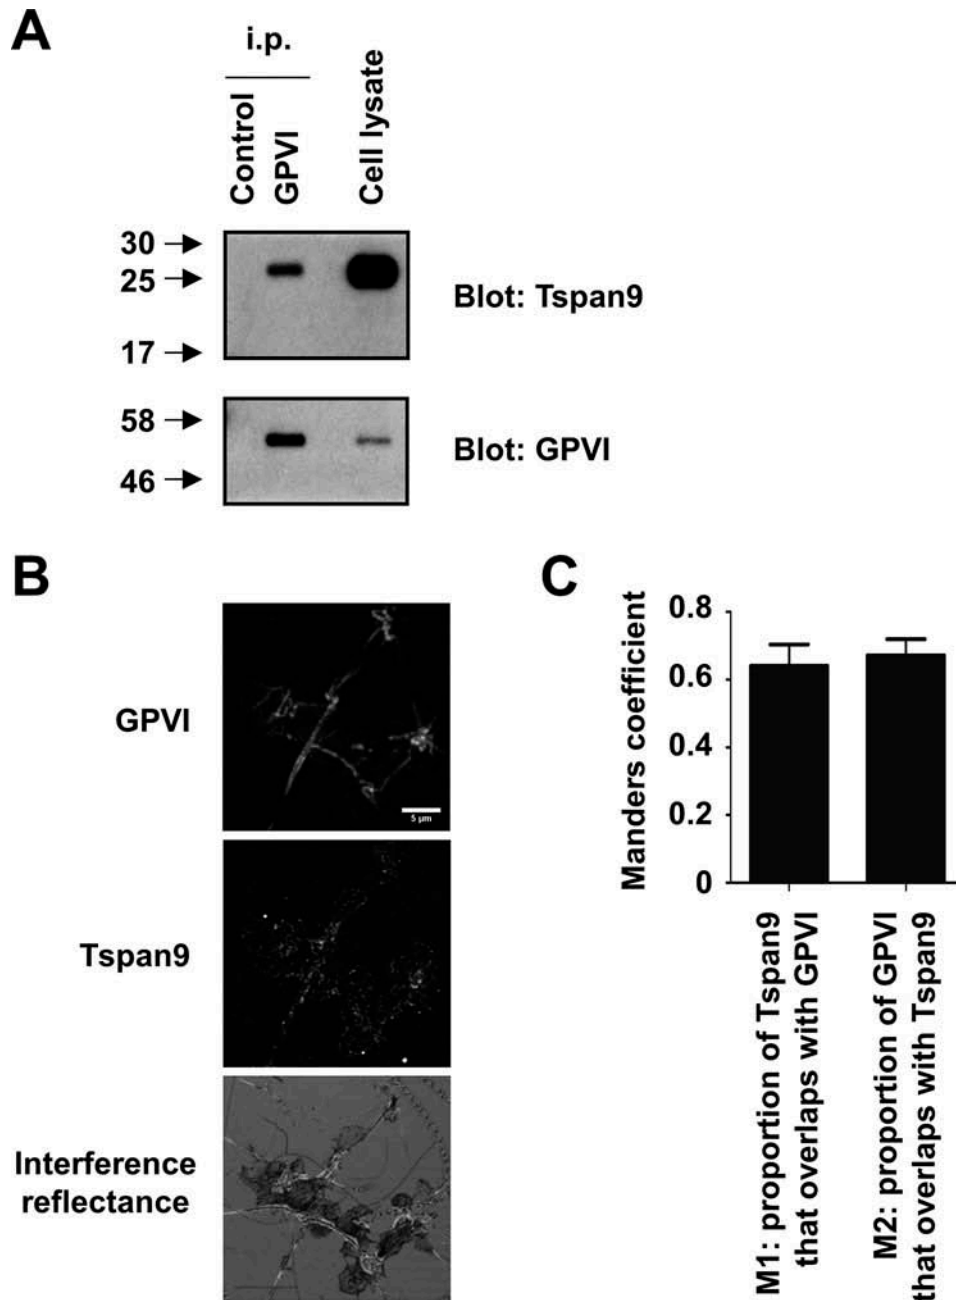 A
i.p.
Control
GPVI
Cell lysate
30
25
17
Blot: Tspan9
58
46
Blot: GPVI
B
GPVI
5 µm
Tspan9
Interference
reflectance
C
Manders coefficient
0.8
0.6
0.4
0.2
0
M1: proportion of Tspan9
that overlaps with GPVI
M2: proportion of GPVI
that overlaps with Tspan9